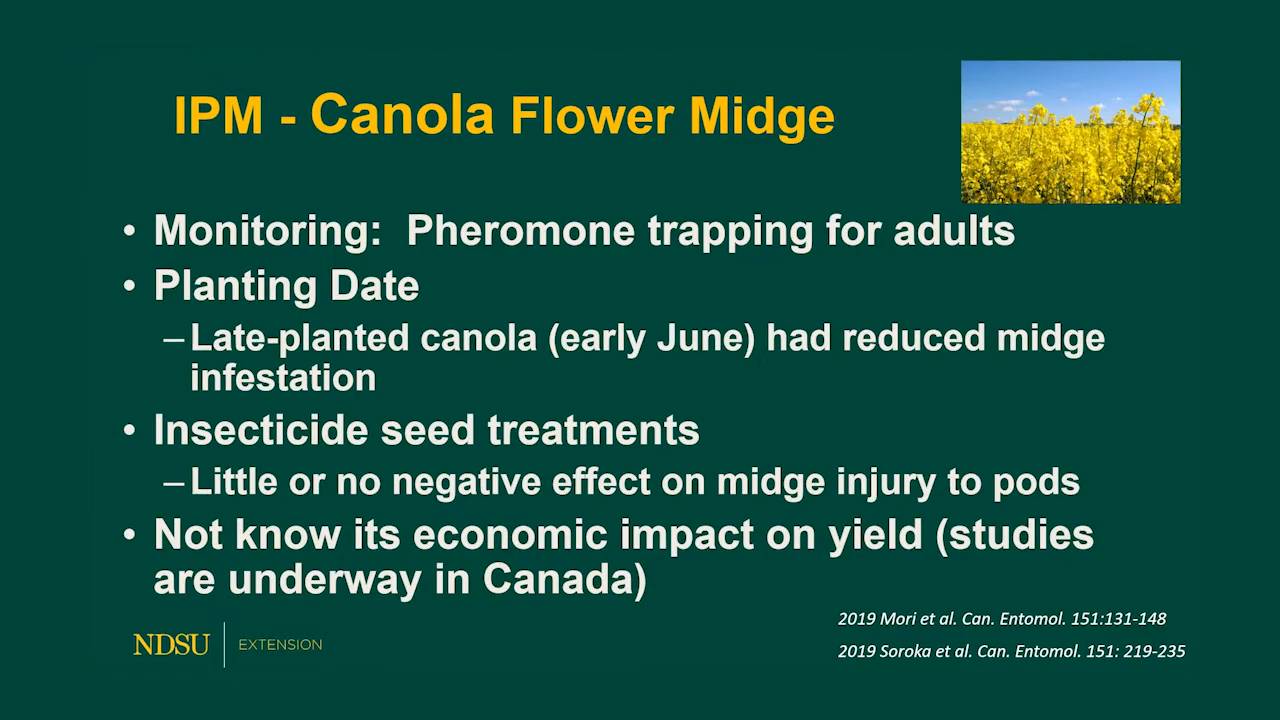 IPM - Canola Flower Midge
• Monitoring:  Pheromone trapping for adults
• Planting Date
–Late-planted canola (early June) had reduced midge
infestation
• Insecticide seed treatments
–Little or no negative effect on midge injury to pods
• Not know its economic impact on yield (studies
are underway in Canada)
2019 Mori et al. Can. Entomol. 151:131-148
NDSU EXTENSION
2019 Soroka et al. Can. Entomol. 151: 219-235